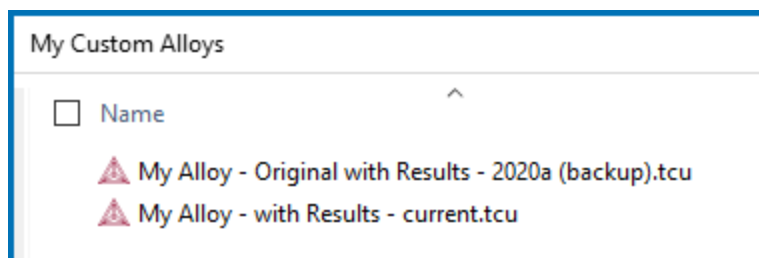 My Custom Alloys
Name
My Alloy - Original with Results - 2020a (backup).tcu
My Alloy - with Results - current.tcu